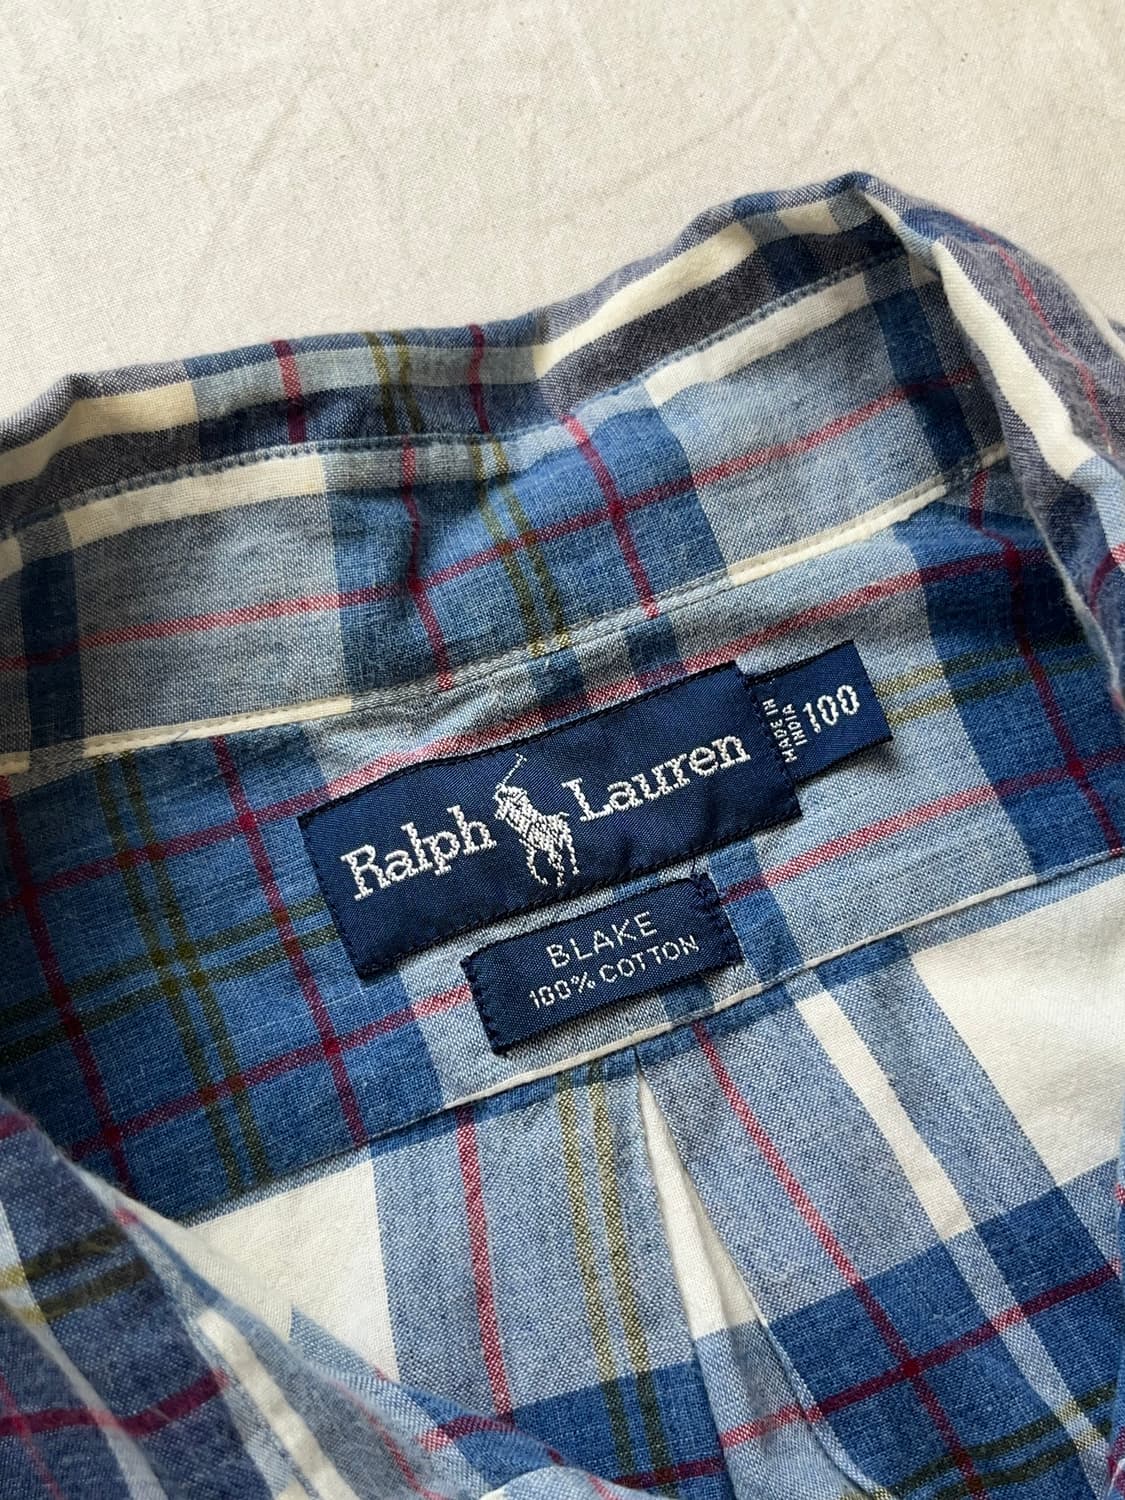 Ralph Lauren
MADE IN
INDIA
100
BLAKE
100% COTTON